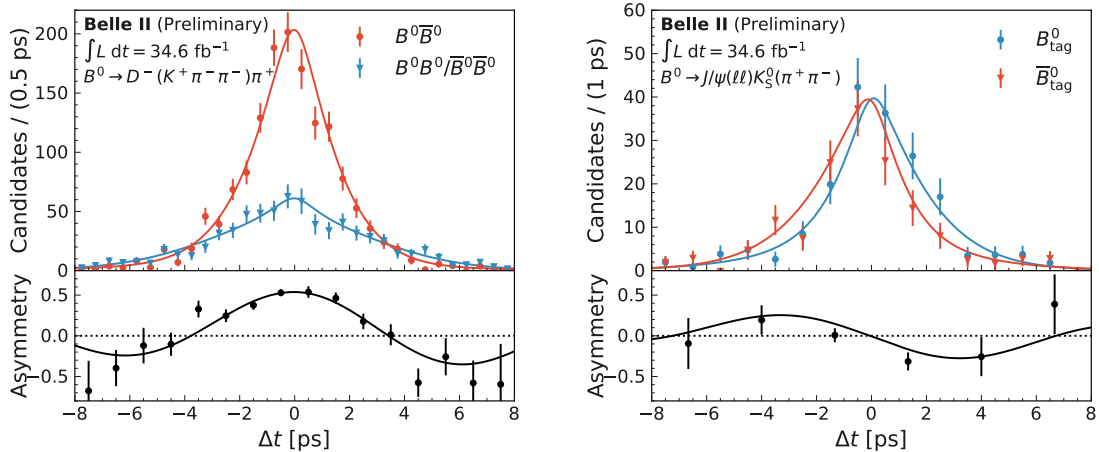 Belle II (Preliminary)
∫L dt = 34.6 fb⁻¹
B⁰→D⁻(K⁺π⁻π⁻)π⁺
B⁰B̅⁰
B⁰B⁰/B̅⁰B̅⁰
Candidates / (0.5 ps)
200
150
100
50
0
Asymmetry
0.5
0.0
−0.5
−8 −6 −4 −2 0 2 4 6 8
Δt [ps]
Belle II (Preliminary)
∫L dt = 34.6 fb⁻¹
B⁰→J/ψ(ℓℓ)K⁰S(π⁺π⁻)
B⁰tag
B̅⁰tag
Candidates / (1 ps)
60
50
40
30
20
10
0
Asymmetry
0.5
0.0
−0.5
−8 −6 −4 −2 0 2 4 6 8
Δt [ps]